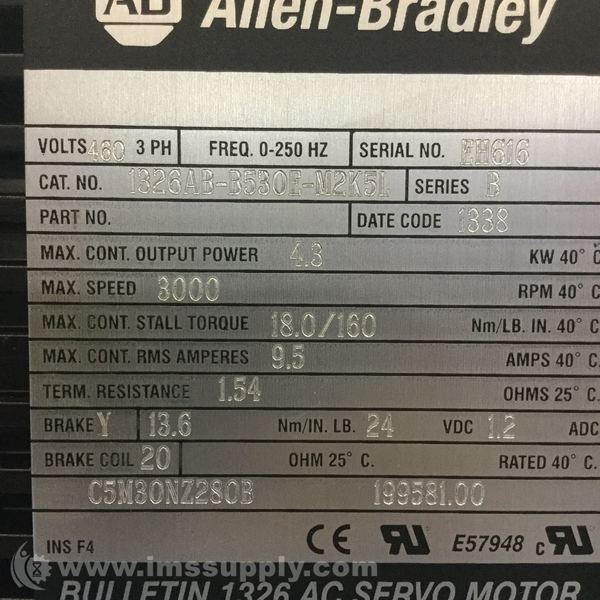 AB Allen-Bradley
VOLTS 460 3 PH FREQ. 0-250 HZ SERIAL NO. EH616
CAT. NO. 1326AB-B530E-M2K5L SERIES B
PART NO. DATE CODE 1338
MAX. CONT. OUTPUT POWER 4.3 KW 40° C
MAX. SPEED 3000 RPM 40° C
MAX. CONT. STALL TORQUE 18.0/160 Nm/LB. IN. 40° C
MAX. CONT. RMS AMPERES 9.5 AMPS 40° C.
TERM. RESISTANCE 1.54 OHMS 25° C.
BRAKE Y 13.6 Nm/IN. LB. 24 VDC 1.2 ADC
BRAKE COIL 20 OHM 25° C. RATED 40° C.
C5M30NZ280B 199581.00
INS F4 CE RU E57948 c RU
www.imssupply.com
BULLETIN 1326 AC SERVO MOTOR